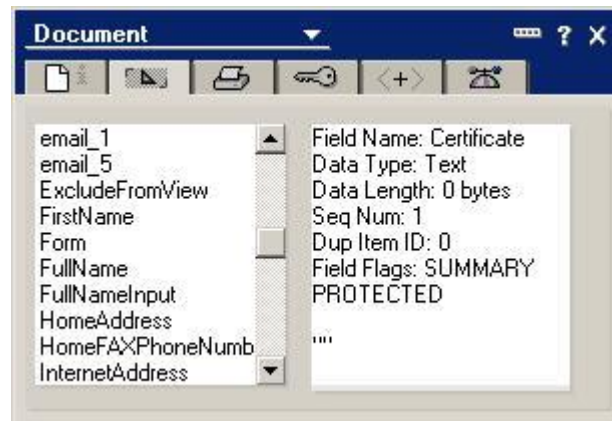 Document
? X
<+>
email_1
email_5
ExcludeFromView
FirstName
Form
FullName
FullNameInput
HomeAddress
HomeFAXPhoneNumb
InternetAddress
Field Name: Certificate
Data Type: Text
Data Length: 0 bytes
Seq Num: 1
Dup Item ID: 0
Field Flags: SUMMARY
PROTECTED
""